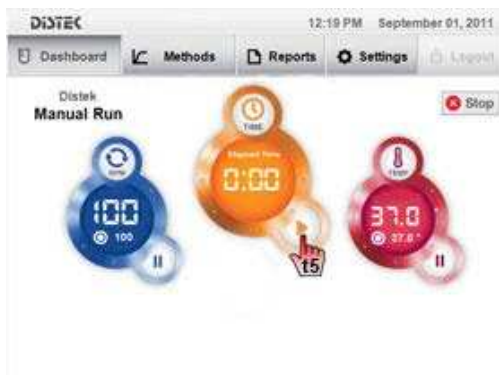 DISTEK
12:19 PM September 01, 2011
Dashboard Methods Reports Settings Logout
Distek
Manual Run
Stop
TIME
Elapsed Time
0:00
RPM
100
100
TEMP
37.0
37.0°
t5